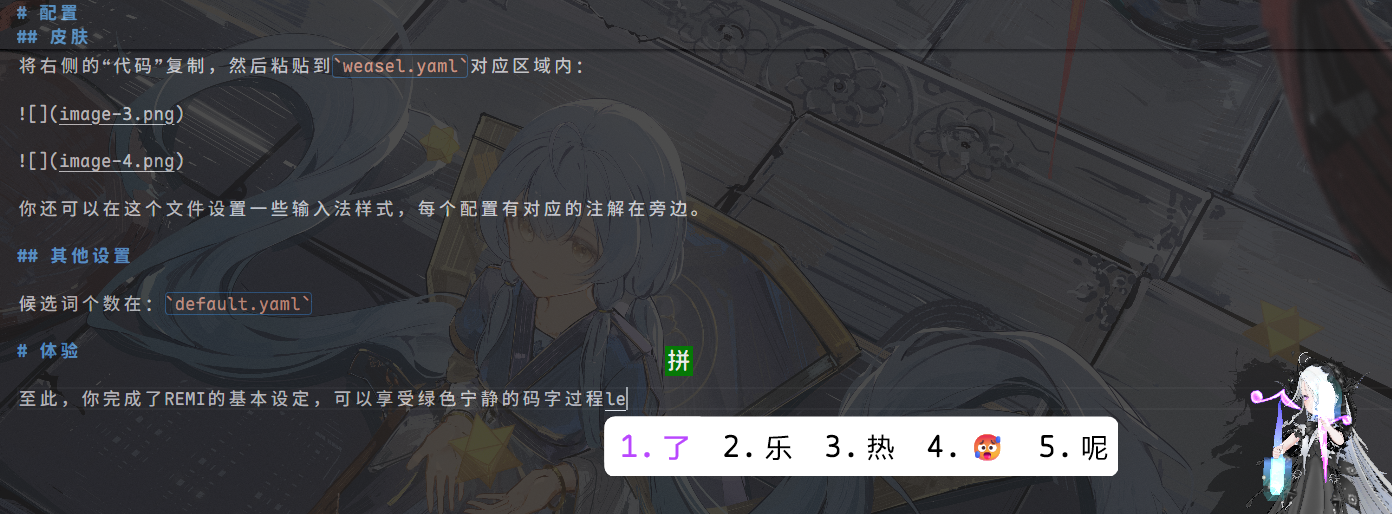 # 配置
## 皮肤
将右侧的“代码”复制，然后粘贴到`weasel.yaml`对应区域内：
![](image-3.png)
![](image-4.png)
你还可以在这个文件设置一些输入法样式，每个配置有对应的注解在旁边。
## 其他设置
候选词个数在：`default.yaml`
# 体验
拼
至此，你完成了REMI的基本设定，可以享受绿色宁静的码字过程le
1. 了 2. 乐 3. 热 4. 🥵 5. 呢